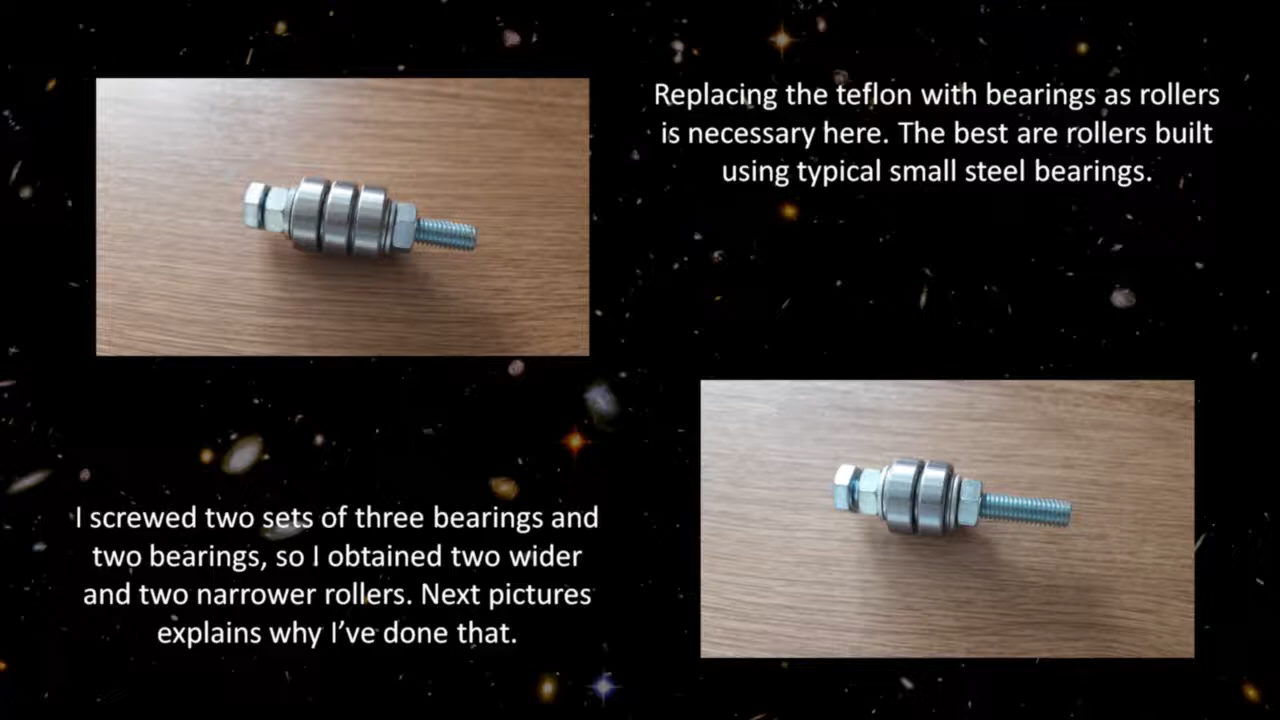 Replacing the teflon with bearings as rollers
is necessary here. The best are rollers built
using typical small steel bearings.
I screwed two sets of three bearings and
two bearings, so I obtained two wider
and two narrower rollers. Next pictures
explains why I’ve done that.